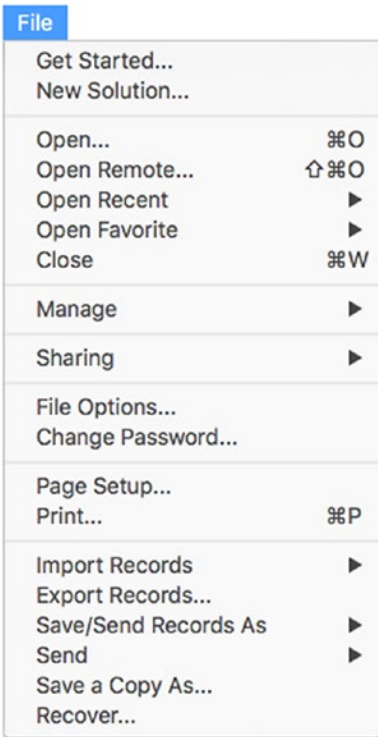 File
Get Started...
New Solution...
Open... ⌘O
Open Remote... ⇧⌘O
Open Recent ▶
Open Favorite ▶
Close ⌘W
Manage ▶
Sharing ▶
File Options...
Change Password...
Page Setup...
Print... ⌘P
Import Records ▶
Export Records...
Save/Send Records As ▶
Send ▶
Save a Copy As...
Recover...